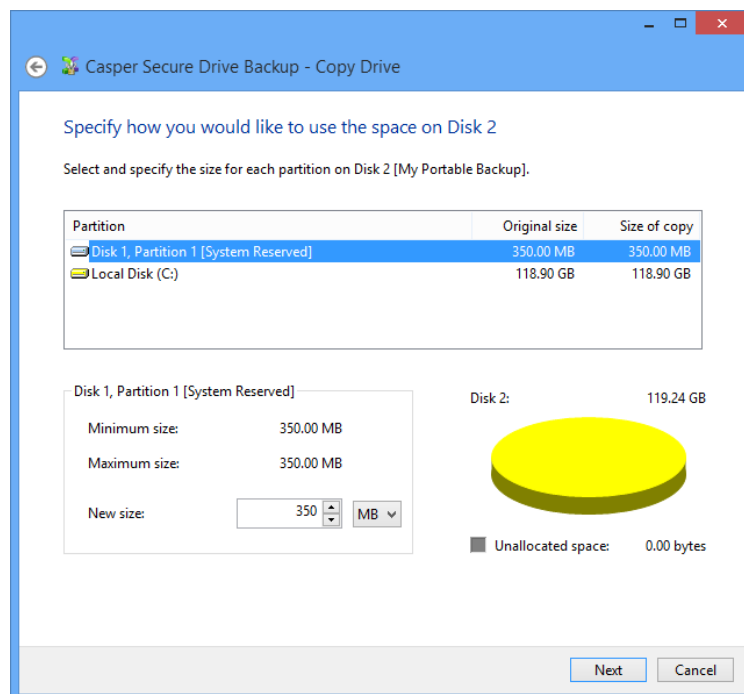 Casper Secure Drive Backup - Copy Drive
Specify how you would like to use the space on Disk 2
Select and specify the size for each partition on Disk 2 [My Portable Backup].
Partition Original size Size of copy
Disk 1, Partition 1 [System Reserved] 350.00 MB 350.00 MB
Local Disk (C:) 118.90 GB 118.90 GB
Disk 1, Partition 1 [System Reserved]
Minimum size: 350.00 MB
Maximum size: 350.00 MB
New size: 350 MB
Disk 2: 119.24 GB
Unallocated space: 0.00 bytes
Next Cancel